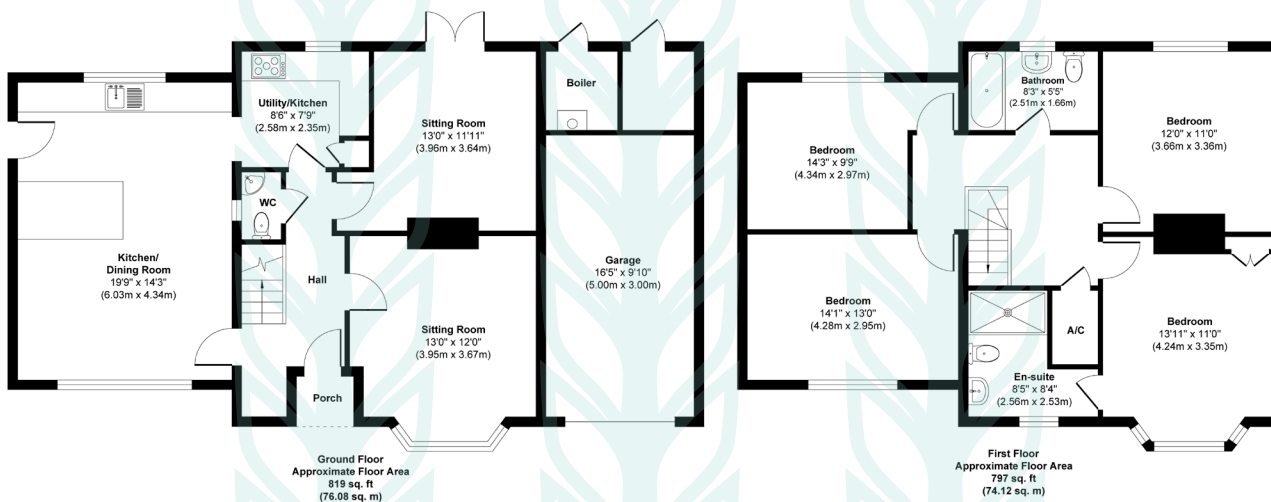 Kitchen/
Dining Room
19'9" x 14'3"
(6.03m x 4.34m)
Utility/Kitchen
8'6" x 7'9"
(2.58m x 2.35m)
WC
Hall
Porch
Sitting Room
13'0" x 11'11"
(3.96m x 3.64m)
Sitting Room
13'0" x 12'0"
(3.95m x 3.67m)
Boiler
Garage
16'5" x 9'10"
(5.00m x 3.00m)
Ground Floor
Approximate Floor Area
819 sq. ft
(76.08 sq. m)
Bedroom
14'3" x 9'9"
(4.34m x 2.97m)
Bedroom
14'1" x 13'0"
(4.28m x 2.95m)
Bathroom
8'3" x 5'5"
(2.51m x 1.66m)
Bedroom
12'0" x 11'0"
(3.66m x 3.36m)
A/C
En-suite
8'5" x 8'4"
(2.56m x 2.53m)
Bedroom
13'11" x 11'0"
(4.24m x 3.35m)
First Floor
Approximate Floor Area
797 sq. ft
(74.12 sq. m)